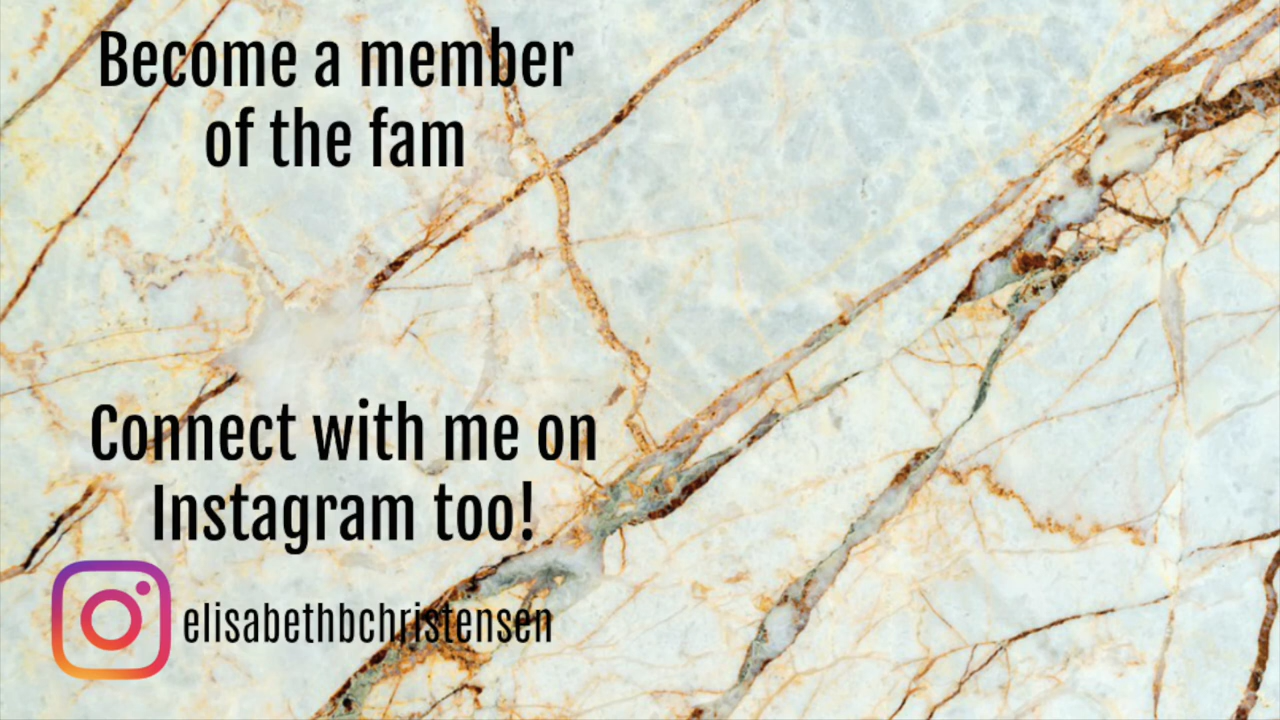 Become a member
of the fam
Connect with me on
Instagram too!
elisabethbchristensen